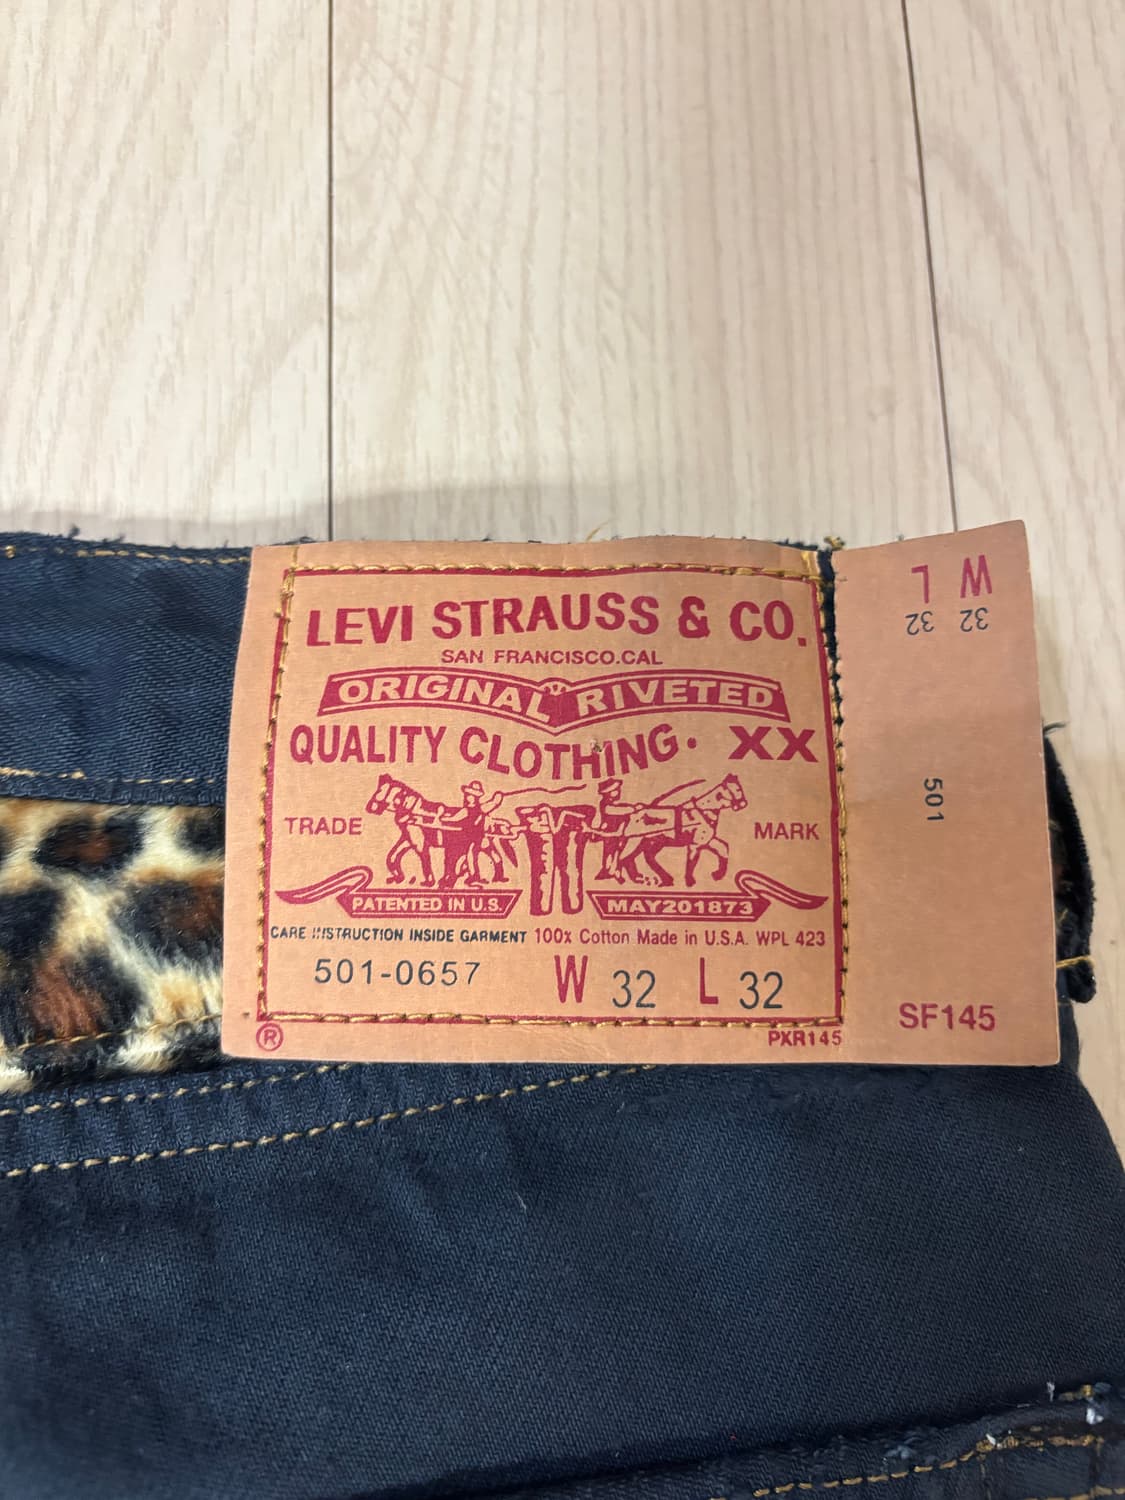 LEVI STRAUSS & CO.
SAN FRANCISCO.CAL
ORIGINAL RIVETED
QUALITY CLOTHING. XX
TRADE MARK
PATENTED IN U.S. MAY201873
CARE INSTRUCTION INSIDE GARMENT 100% Cotton Made in U.S.A. WPL 423
501-0657 W 32 L 32
® PXR145
W L
32 32
501
SF145